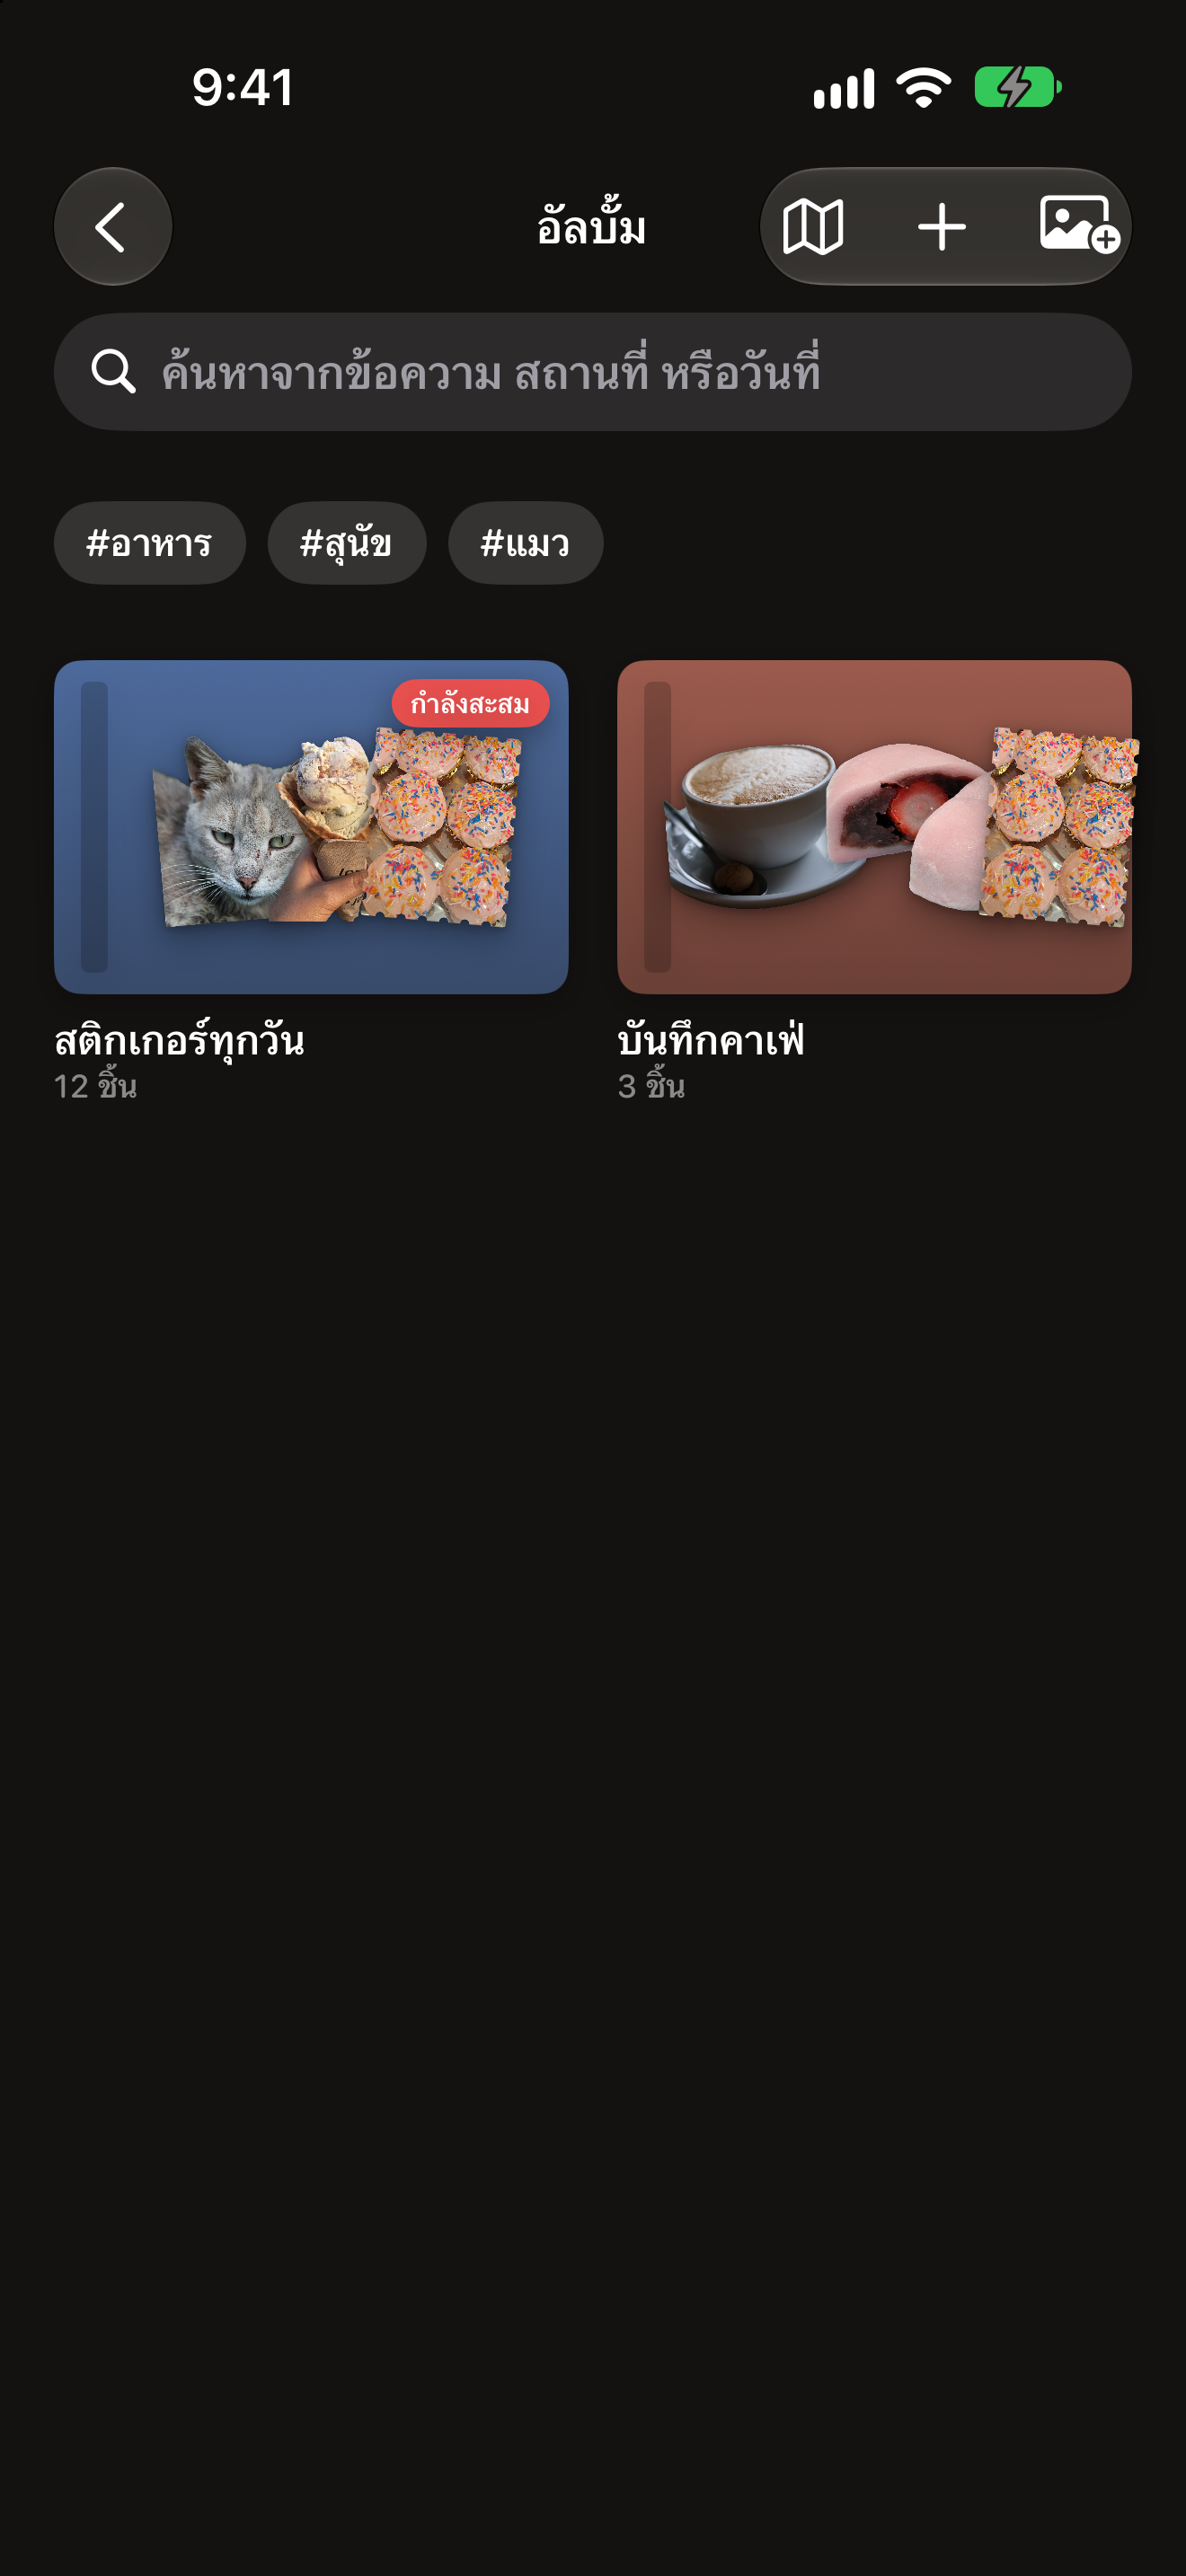 9:41
อัลบั้ม
ค้นหาจากข้อความ สถานที่ หรือวันที่
#อาหาร #สุนัข #แมว
กำลังสะสม
สติกเกอร์ทุกวัน
12 ชิ้น
บันทึกคาเฟ่
3 ชิ้น